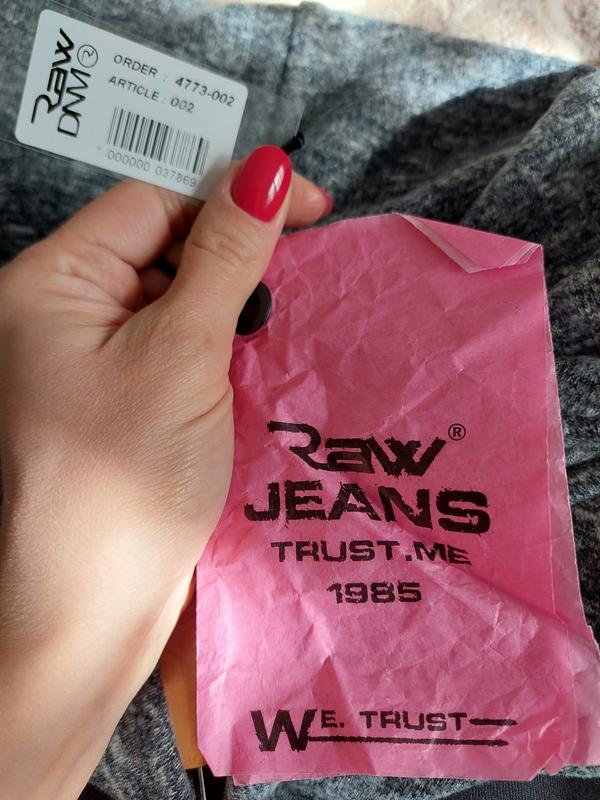 Raw
DNM®
ORDER : 4773-002
ARTICLE : 002
000000 037869
Raw®
JEANS
TRUST.ME
1985
WE. TRUST